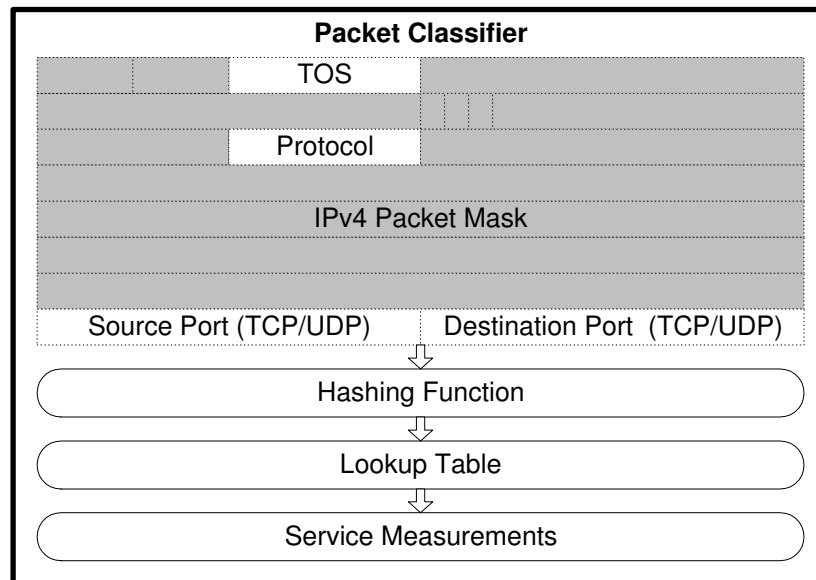 Packet Classifier
TOS
Protocol
IPv4 Packet Mask
Source Port (TCP/UDP) Destination Port (TCP/UDP)
Hashing Function
Lookup Table
Service Measurements